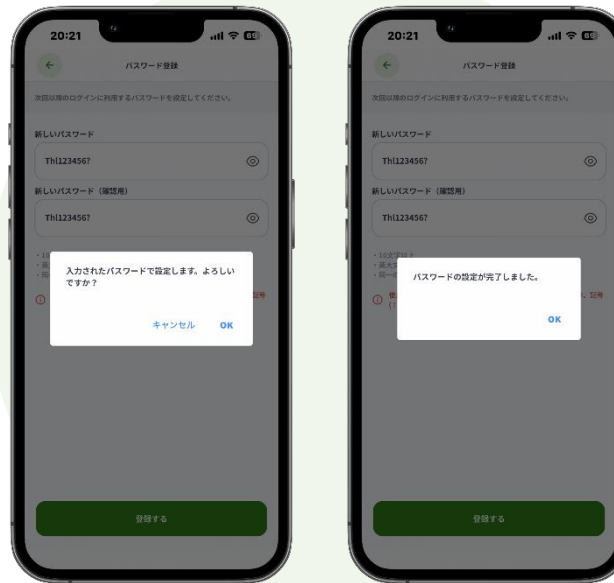 20:21
パスワード登録
次回以降のログインに利用するパスワードを設定してください。
新しいパスワード
Thl123456?
新しいパスワード（確認用）
Thl123456?
入力されたパスワードで設定します。よろしい
ですか？
キャンセル OK
登録する
20:21
パスワード登録
次回以降のログインに利用するパスワードを設定してください。
新しいパスワード
Thl123456?
新しいパスワード（確認用）
Thl123456?
パスワードの設定が完了しました。
OK
登録する